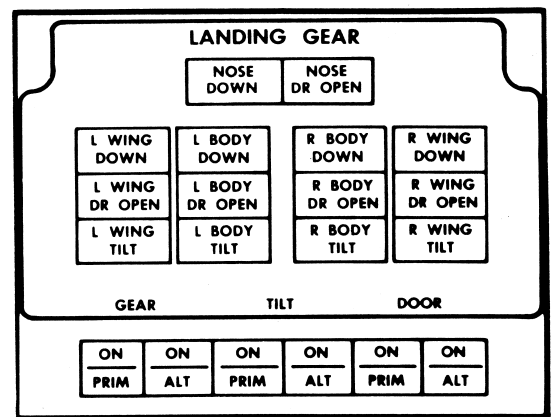 LANDING GEAR
NOSE DOWN NOSE DR OPEN
L WING DOWN L BODY DOWN R BODY DOWN R WING DOWN
L WING DR OPEN L BODY DR OPEN R BODY DR OPEN R WING DR OPEN
L WING TILT L BODY TILT R BODY TILT R WING TILT
GEAR TILT DOOR
ON ON ON ON ON ON
PRIM ALT PRIM ALT PRIM ALT